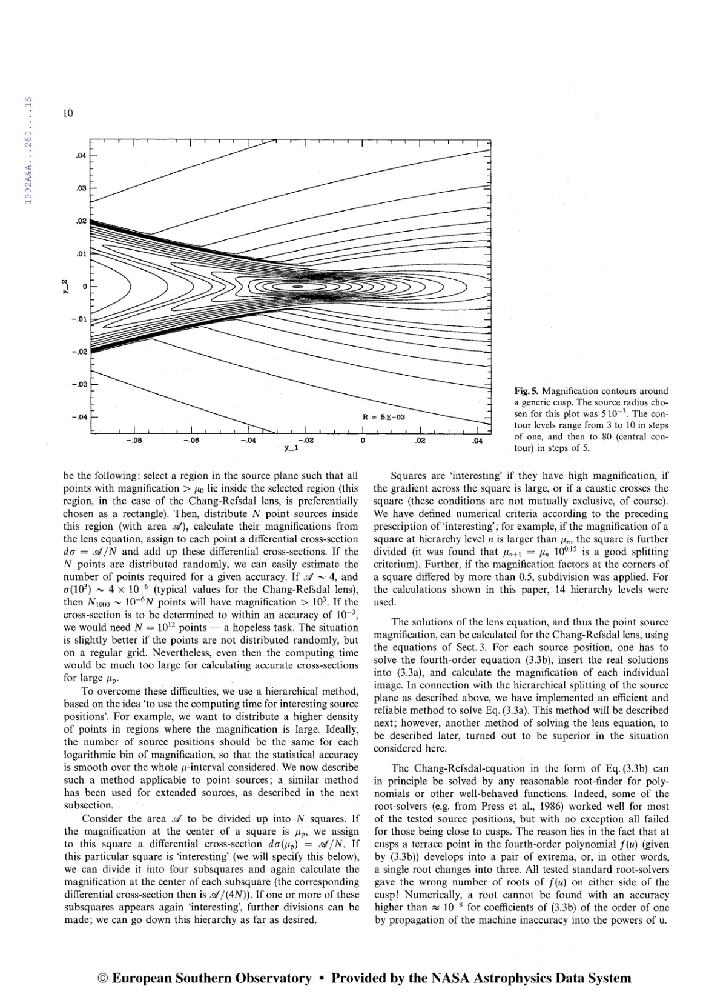 1992A&A...260....1S
10
.04
.03
.02
.01
0
-.01
-.02
-.03
-.04
y_2
R = 5.E-03
-.08
-.06
-.04
-.02
0
.02
.04
y_1
Fig. 5. Magnification contours around
a generic cusp. The source radius cho-
sen for this plot was 5 10⁻³. The con-
tour levels range from 3 to 10 in steps
of one, and then to 80 (central con-
tour) in steps of 5.
be the following: select a region in the source plane such that all
points with magnification > μ₀ lie inside the selected region (this
region, in the case of the Chang-Refsdal lens, is preferentially
chosen as a rectangle). Then, distribute N point sources inside
this region (with area 𝒜), calculate their magnifications from
the lens equation, assign to each point a differential cross-section
dσ = 𝒜/N and add up these differential cross-sections. If the
N points are distributed randomly, we can easily estimate the
number of points required for a given accuracy. If 𝒜 ~ 4, and
σ(10³) ~ 4 × 10⁻⁶ (typical values for the Chang-Refsdal lens),
then N₁₀₀₀ ~ 10⁻⁶N points will have magnification > 10³. If the
cross-section is to be determined to within an accuracy of 10⁻³,
we would need N = 10¹² points — a hopeless task. The situation
is slightly better if the points are not distributed randomly, but
on a regular grid. Nevertheless, even then the computing time
would be much too large for calculating accurate cross-sections
for large μₚ.
To overcome these difficulties, we use a hierarchical method,
based on the idea ‘to use the computing time for interesting source
positions’. For example, we want to distribute a higher density
of points in regions where the magnification is large. Ideally,
the number of source positions should be the same for each
logarithmic bin of magnification, so that the statistical accuracy
is smooth over the whole μ-interval considered. We now describe
such a method applicable to point sources; a similar method
has been used for extended sources, as described in the next
subsection.
Consider the area 𝒜 to be divided up into N squares. If
the magnification at the center of a square is μₚ, we assign
to this square a differential cross-section dσ(μₚ) = 𝒜/N. If
this particular square is ‘interesting’ (we will specify this below),
we can divide it into four subsquares and again calculate the
magnification at the center of each subsquare (the corresponding
differential cross-section then is 𝒜/(4N)). If one or more of these
subsquares appears again ‘interesting’, further divisions can be
made; we can go down this hierarchy as far as desired.
Squares are ‘interesting’ if they have high magnification, if
the gradient across the square is large, or if a caustic crosses the
square (these conditions are not mutually exclusive, of course).
We have defined numerical criteria according to the preceding
prescription of ‘interesting’; for example, if the magnification of a
square at hierarchy level n is larger than μₙ, the square is further
divided (it was found that μₙ₊₁ = μₙ 10^0.15 is a good splitting
criterium). Further, if the magnification factors at the corners of
a square differed by more than 0.5, subdivision was applied. For
the calculations shown in this paper, 14 hierarchy levels were
used.
The solutions of the lens equation, and thus the point source
magnification, can be calculated for the Chang-Refsdal lens, using
the equations of Sect. 3. For each source position, one has to
solve the fourth-order equation (3.3b), insert the real solutions
into (3.3a), and calculate the magnification of each individual
image. In connection with the hierarchical splitting of the source
plane as described above, we have implemented an efficient and
reliable method to solve Eq. (3.3a). This method will be described
next; however, another method of solving the lens equation, to
be described later, turned out to be superior in the situation
considered here.
The Chang-Refsdal-equation in the form of Eq. (3.3b) can
in principle be solved by any reasonable root-finder for poly-
nomials or other well-behaved functions. Indeed, some of the
root-solvers (e.g. from Press et al., 1986) worked well for most
of the tested source positions, but with no exception all failed
for those being close to cusps. The reason lies in the fact that at
cusps a terrace point in the fourth-order polynomial f(u) (given
by (3.3b)) develops into a pair of extrema, or, in other words,
a single root changes into three. All tested standard root-solvers
gave the wrong number of roots of f(u) on either side of the
cusp! Numerically, a root cannot be found with an accuracy
higher than ≈ 10⁻⁸ for coefficients of (3.3b) of the order of one
by propagation of the machine inaccuracy into the powers of u.
© European Southern Observatory • Provided by the NASA Astrophysics Data System